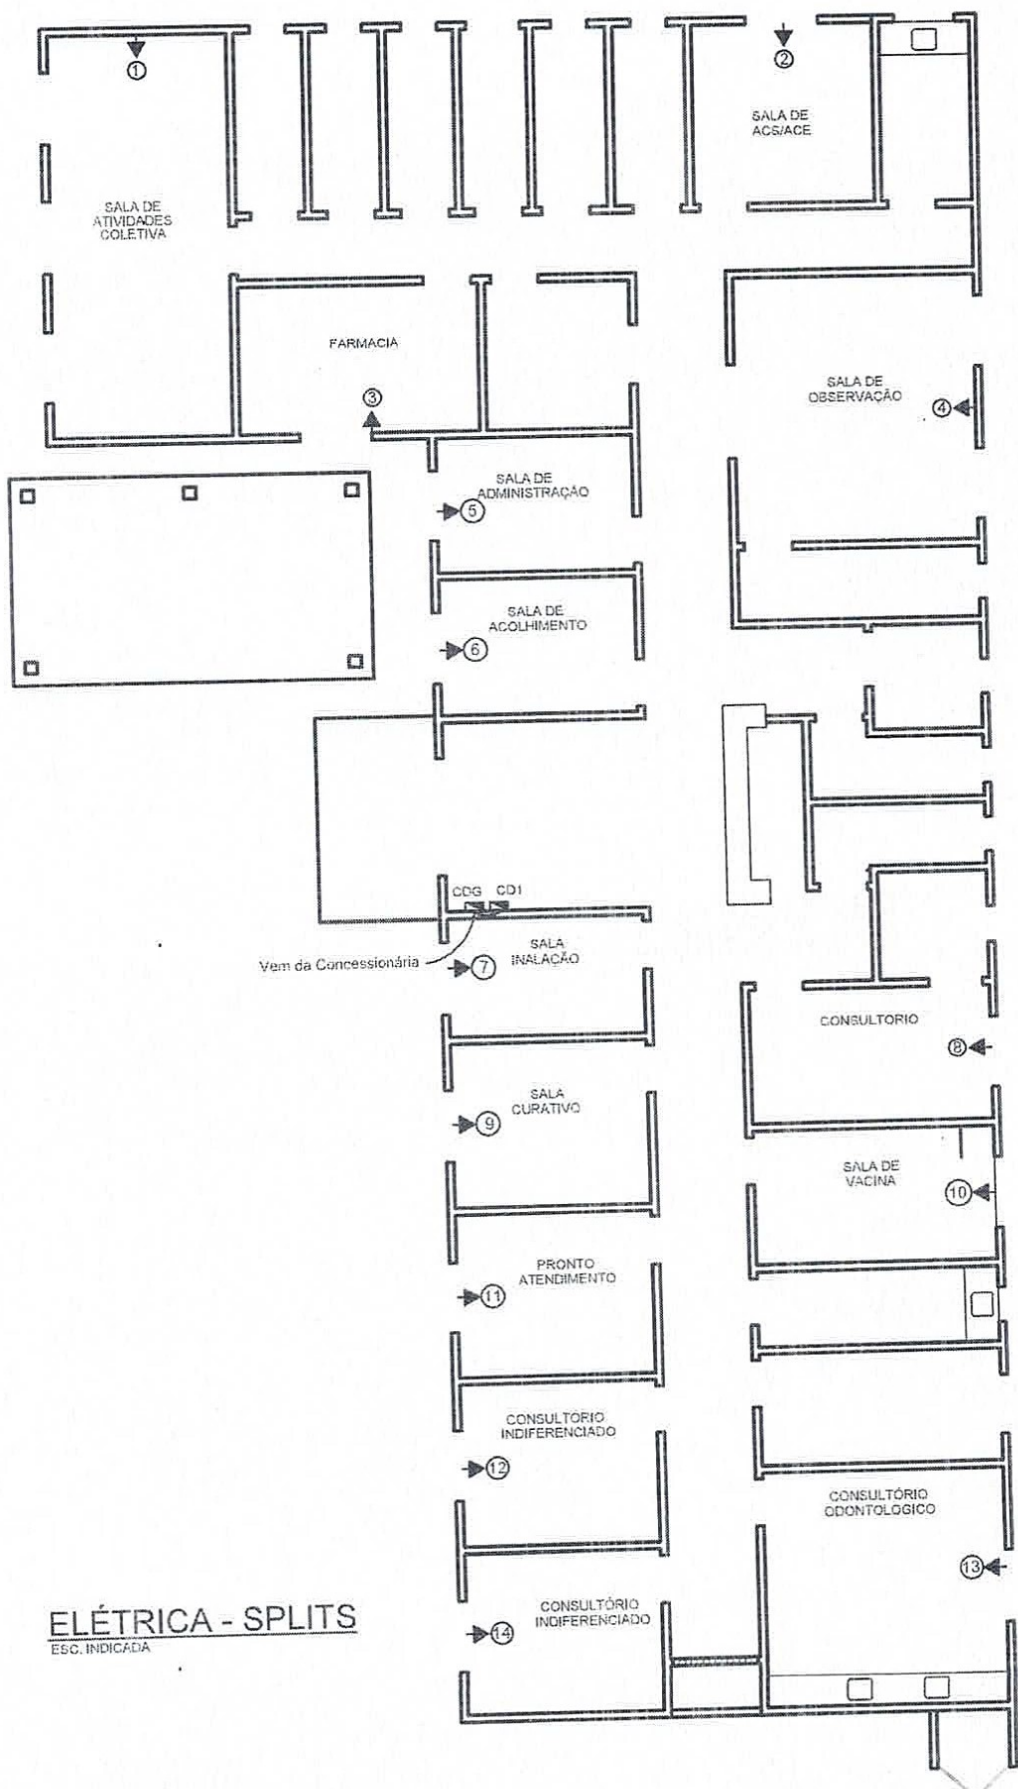 1
2
SALA DE
ACS/ACE
SALA DE
ATIVIDADES
COLETIVA
FARMACIA
3
SALA DE
OBSERVAÇÃO
4
SALA DE
ADMINISTRAÇÃO
5
SALA DE
ACOLHIMENTO
6
CDG CD1
Vem da Concessionária
SALA
INALAÇÃO
7
CONSULTORIO
8
SALA
CURATIVO
9
SALA DE
VACINA
10
PRONTO
ATENDIMENTO
11
CONSULTÓRIO
INDIFERENCIADO
12
CONSULTÓRIO
ODONTOLOGICO
13
CONSULTÓRIO
INDIFERENCIADO
14
ELÉTRICA - SPLITS
ESC. INDICADA